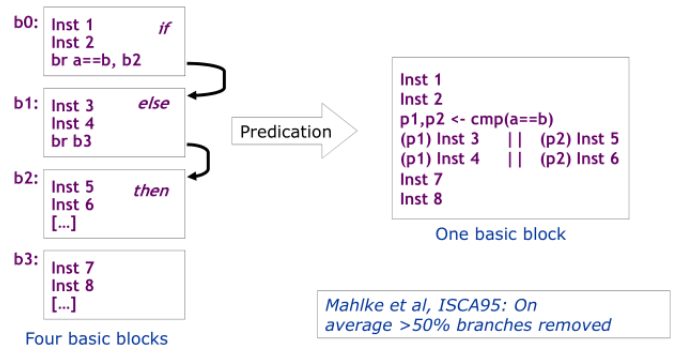 b0: Inst 1 if
Inst 2
br a==b, b2
b1: Inst 3 else
Inst 4
br b3
b2: Inst 5 then
Inst 6
[...]
b3: Inst 7
Inst 8
[...]
Four basic blocks
Predication
Inst 1
Inst 2
p1,p2 <- cmp(a==b)
(p1) Inst 3 || (p2) Inst 5
(p1) Inst 4 || (p2) Inst 6
Inst 7
Inst 8
One basic block
Mahlke et al, ISCA95: On
average >50% branches removed